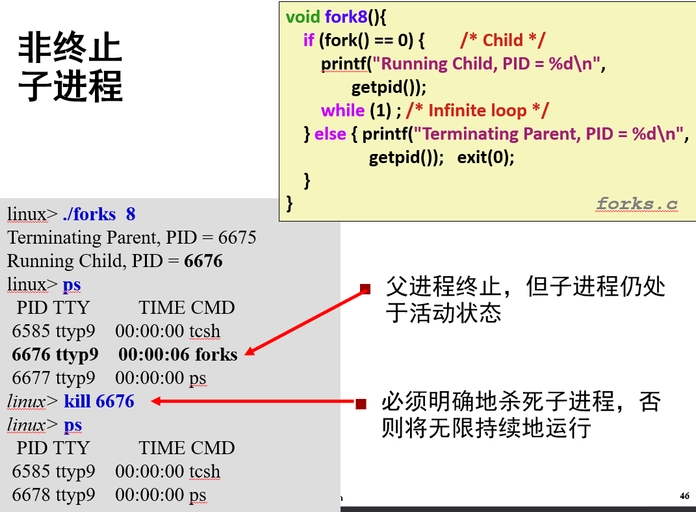 非终止
子进程
void fork8(){
if (fork() == 0) { /* Child */
printf("Running Child, PID = %d\n",
getpid());
while (1) ; /* Infinite loop */
} else { printf("Terminating Parent, PID = %d\n",
getpid()); exit(0);
}
}
forks.c
linux> ./forks 8
Terminating Parent, PID = 6675
Running Child, PID = 6676
linux> ps
PID TTY TIME CMD
6585 ttyp9 00:00:00 tcsh
6676 ttyp9 00:00:06 forks
6677 ttyp9 00:00:00 ps
linux> kill 6676
linux> ps
PID TTY TIME CMD
6585 ttyp9 00:00:00 tcsh
6678 ttyp9 00:00:00 ps
父进程终止，但子进程仍处
于活动状态
必须明确地杀死子进程，否
则将无限持续地运行
46